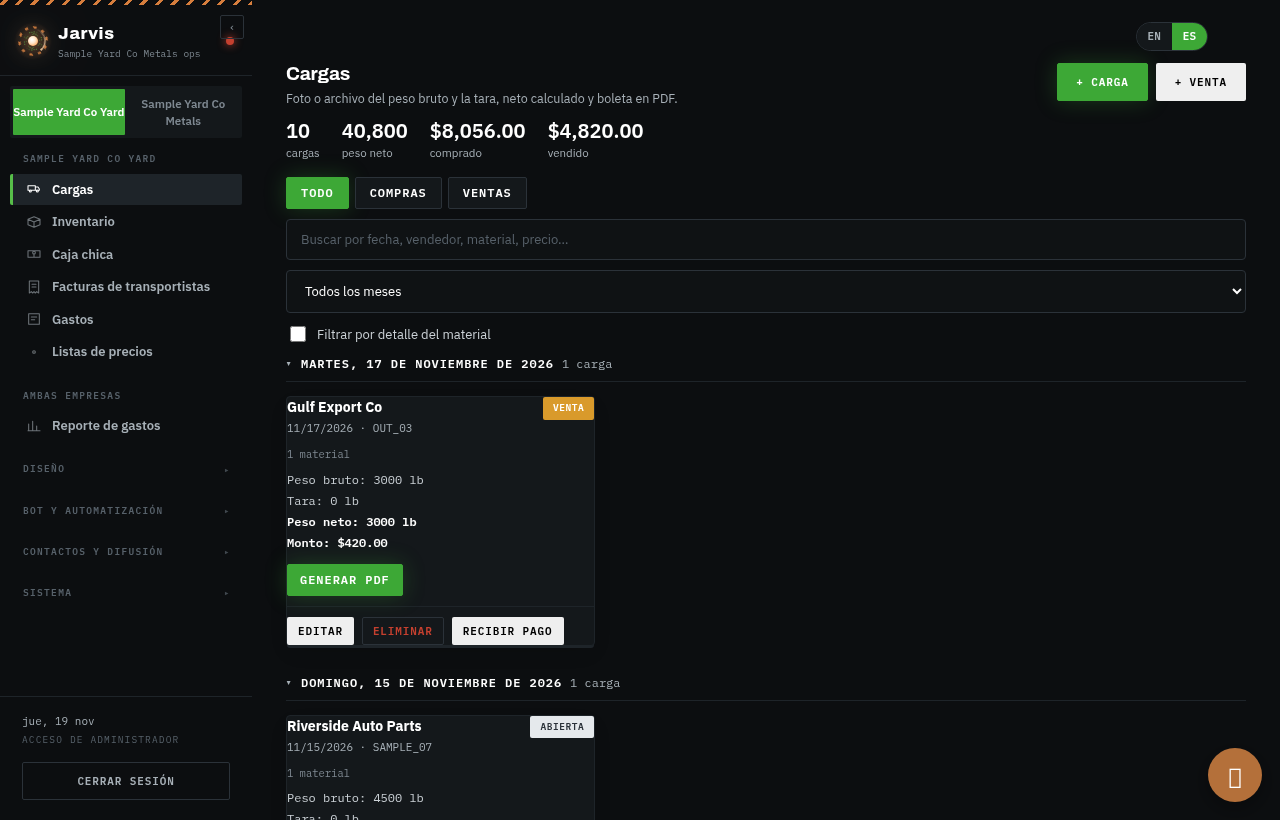 Jarvis
Sample Yard Co Metals ops
‹
Sample Yard Co Yard
Sample Yard Co
Metals
SAMPLE YARD CO YARD
Cargas
Inventario
Caja chica
Facturas de transportistas
Gastos
Listas de precios
AMBAS EMPRESAS
Reporte de gastos
DISEÑO
BOT Y AUTOMATIZACIÓN
CONTACTOS Y DIFUSIÓN
SISTEMA
jue, 19 nov
ACCESO DE ADMINISTRADOR
CERRAR SESIÓN
EN ES
Cargas
Foto o archivo del peso bruto y la tara, neto calculado y boleta en PDF.
+ CARGA
+ VENTA
10 40,800 $8,056.00 $4,820.00
cargas peso neto comprado vendido
TODO COMPRAS VENTAS
Buscar por fecha, vendedor, material, precio…
Todos los meses
Filtrar por detalle del material
MARTES, 17 DE NOVIEMBRE DE 2026 1 carga
Gulf Export Co VENTA
11/17/2026 · OUT_03
1 material
Peso bruto: 3000 lb
Tara: 0 lb
Peso neto: 3000 lb
Monto: $420.00
GENERAR PDF
EDITAR ELIMINAR RECIBIR PAGO
DOMINGO, 15 DE NOVIEMBRE DE 2026 1 carga
Riverside Auto Parts ABIERTA
11/15/2026 · SAMPLE_07
1 material
Peso bruto: 4500 lb
Tara: 0 lb